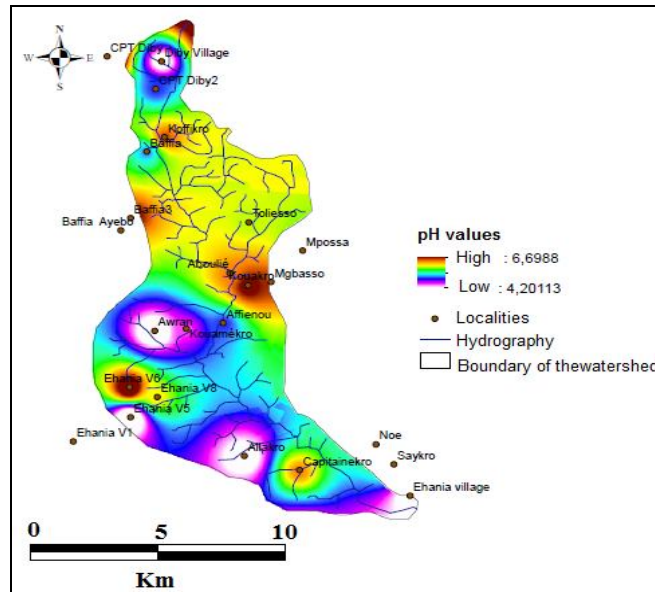 N
W E
S
CPT Diby
Diby Village
CPT Diby2
Koffikro
Baffia
Baffia3
Baffia Ayebo
Toliesso
Mpossa
Aboulié
Kouakro
Mgbasso
Affienou
Awran
Kouamékro
Ehania V6
Ehania V8
Ehania V5
Ehania V1
Allakro
Capitainekro
Noe
Saykro
Ehania village
pH values
High : 6,6988
Low : 4,20113
Localities
Hydrography
Boundary of thewatershed
0 5 10
Km